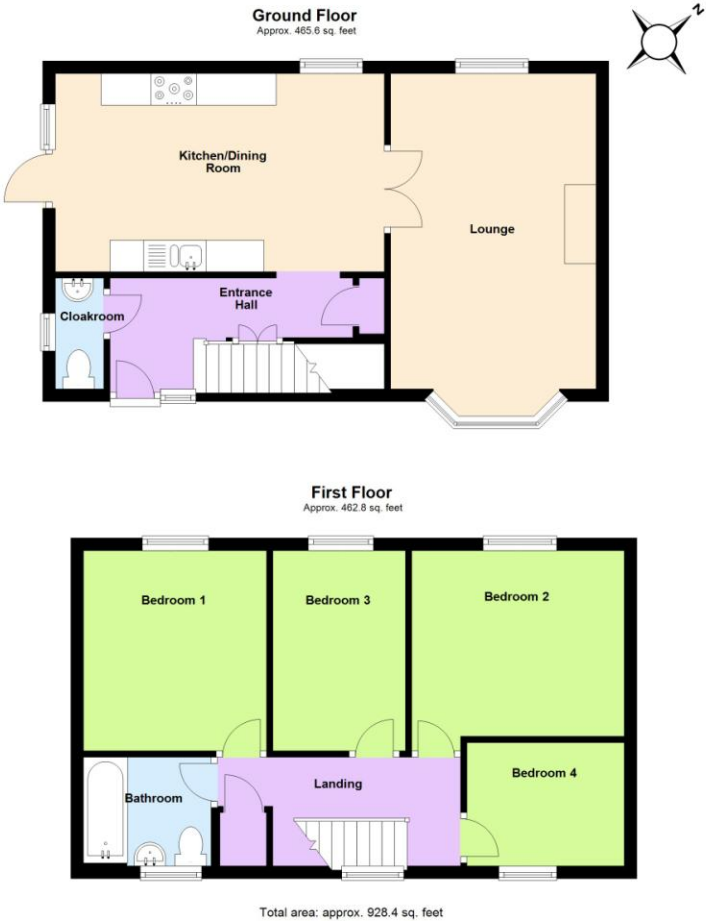 Ground Floor
Approx. 465.6 sq. feet
N
Kitchen/Dining
Room
Lounge
Entrance
Hall
Cloakroom
First Floor
Approx. 462.8 sq. feet
Bedroom 1
Bedroom 3
Bedroom 2
Bedroom 4
Landing
Bathroom
Total area: approx. 928.4 sq. feet